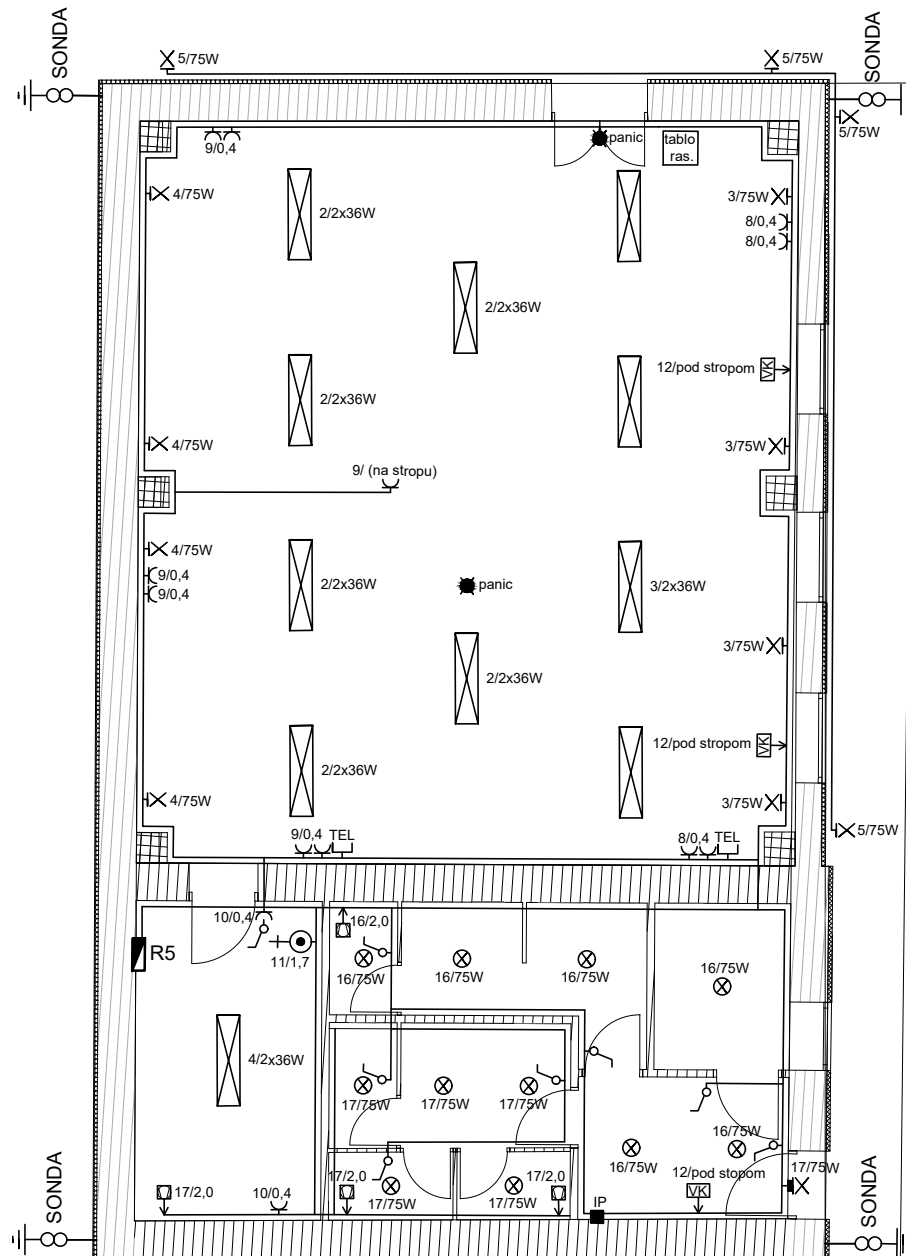 SONDA
SONDA
5/75W
5/75W
5/75W
9/0,4
panic
tablo
ras.
4/75W
3/75W
8/0,4
8/0,4
2/2x36W
2/2x36W
12/pod stropom
VK
2/2x36W
4/75W
3/75W
9/ (na stropu)
4/75W
9/0,4
9/0,4
2/2x36W
panic
3/2x36W
3/75W
2/2x36W
12/pod stropom
VK
2/2x36W
4/75W
3/75W
5/75W
9/0,4
TEL
8/0,4
TEL
10/0,4
16/2,0
R5
11/1,7
16/75W
16/75W
16/75W
16/75W
4/2x36W
17/75W
17/75W
17/75W
16/75W
16/75W
12/pod stopom
VK
17/75W
17/2,0
10/0,4
17/2,0
17/75W
17/75W
17/2,0
IP
SONDA
SONDA